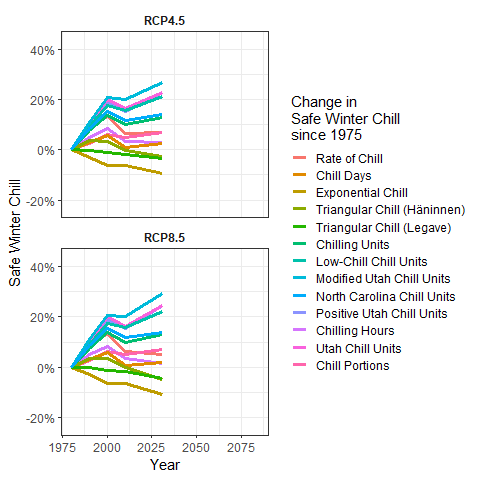 RCP4.5
40%
20%
0%
-20%
RCP8.5
40%
20%
0%
-20%
1975 2000 2025 2050 2075
Year
Safe Winter Chill
Change in
Safe Winter Chill
since 1975
Rate of Chill
Chill Days
Exponential Chill
Triangular Chill (Häninnen)
Triangular Chill (Legave)
Chilling Units
Low-Chill Chill Units
Modified Utah Chill Units
North Carolina Chill Units
Positive Utah Chill Units
Chilling Hours
Utah Chill Units
Chill Portions